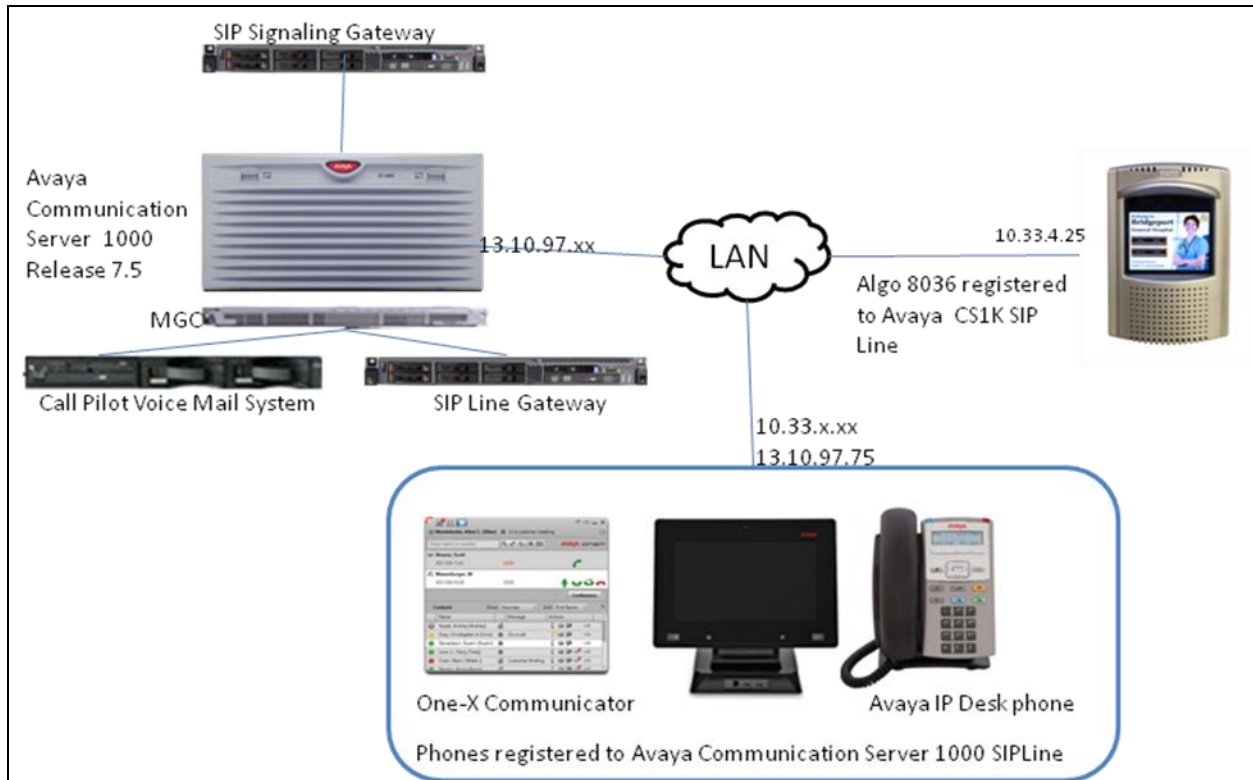 SIP Signaling Gateway
Avaya
Communication
Server 1000
Release 7.5
13.10.97.xx
MGC
Call Pilot Voice Mail System
SIP Line Gateway
LAN
10.33.4.25
Algo 8036 registered
to Avaya CS1K SIP
Line
Bridgeport
General Hospital
10.33.x.xx
13.10.97.75
One-X Communicator
Avaya IP Desk phone
Phones registered to Avaya Communication Server 1000 SIPLine